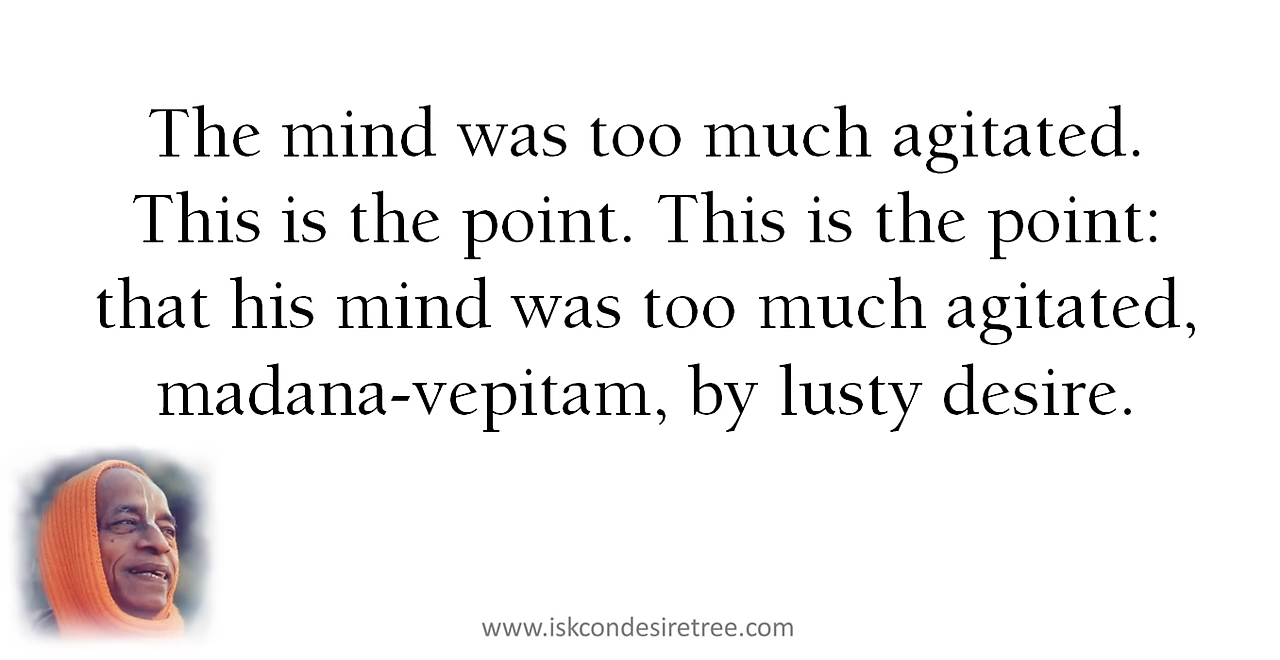 The mind was too much agitated.
This is the point. This is the point:
that his mind was too much agitated,
madana-vepitam, by lusty desire.
www.iskcondesiretree.com